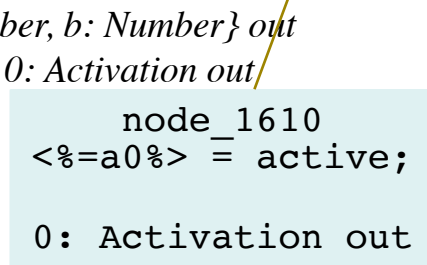 ber, b: Number} out
0: Activation out
node_1610
<%=a0%> = active;
0: Activation out